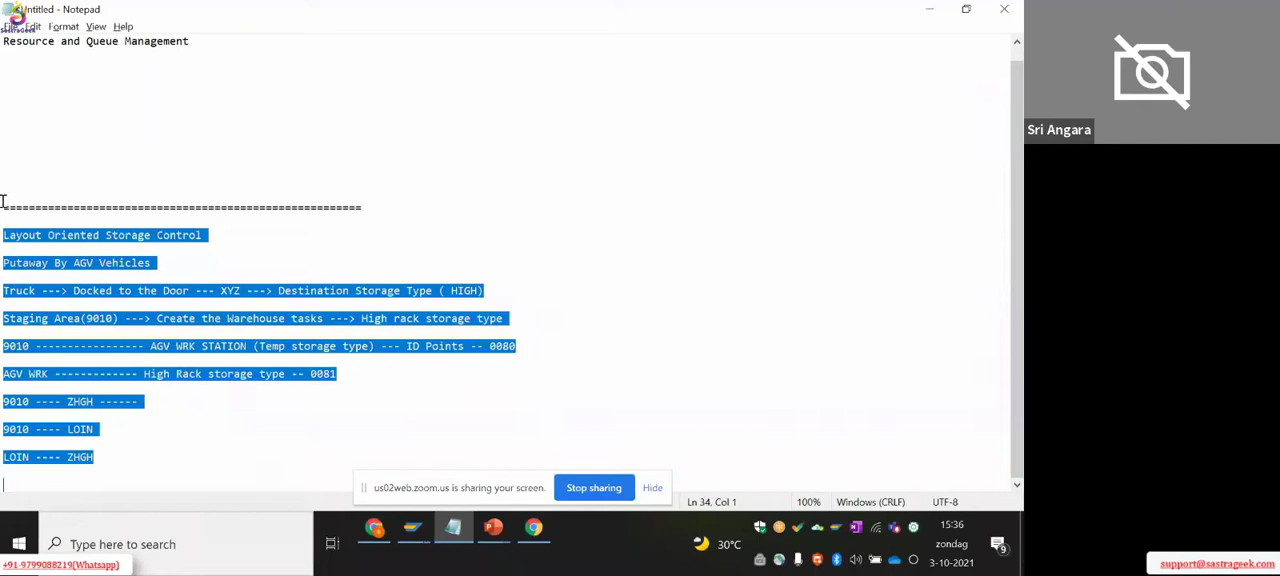 Untitled - Notepad
File Edit Format View Help
SastraGeek
Resource and Queue Management
========================================================
Layout Oriented Storage Control
Putaway By AGV Vehicles
Truck ---> Docked to the Door --- XYZ ---> Destination Storage Type ( HIGH)
Staging Area(9010) ---> Create the Warehouse tasks ---> High rack storage type
9010 ----------------- AGV WRK STATION (Temp storage type) --- ID Points -- 0080
AGV WRK ------------- High Rack storage type -- 0081
9010 ---- ZHGH ------
9010 ---- LOIN
LOIN ---- ZHGH
us02web.zoom.us is sharing your screen. Stop sharing Hide
Ln 34, Col 1 100% Windows (CRLF) UTF-8
Type here to search
30°C
15:36
zondag
3-10-2021
9
+91-9799088219(Whatsapp)
support@sastrageek.com
Sri Angara